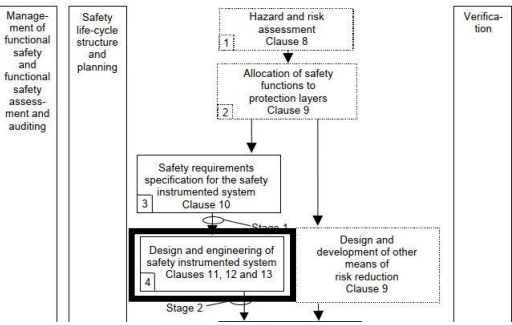 Manage-
ment of
functional
safety
and
functional
safety
assess-
ment and
auditing
Safety
life-cycle
structure
and
planning
Hazard and risk
assessment
Clause 8
1
Allocation of safety
functions to
protection layers
Clause 9
2
Safety requirements
specification for the safety
instrumented system
Clause 10
3
Stage 1
Design and engineering of
safety instrumented system
Clauses 11, 12 and 13
4
Design and
development of other
means of
risk reduction
Clause 9
Stage 2
Verifica-
tion